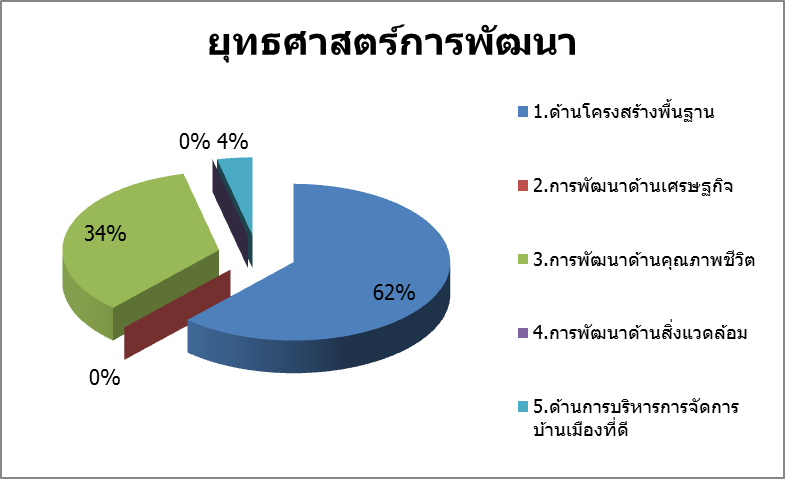 ยุทธศาสตร์การพัฒนา
0% 4%
34%
62%
0%
1.ด้านโครงสร้างพื้นฐาน
2.การพัฒนาด้านเศรษฐกิจ
3.การพัฒนาด้านคุณภาพชีวิต
4.การพัฒนาด้านสิ่งแวดล้อม
5.ด้านการบริหารการจัดการ
บ้านเมืองที่ดี